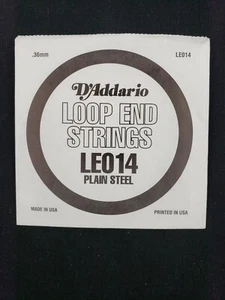 .36mm LE014
D'Addario
LOOP END
STRINGS
LE014
PLAIN STEEL
MADE IN USA PRINTED IN USA